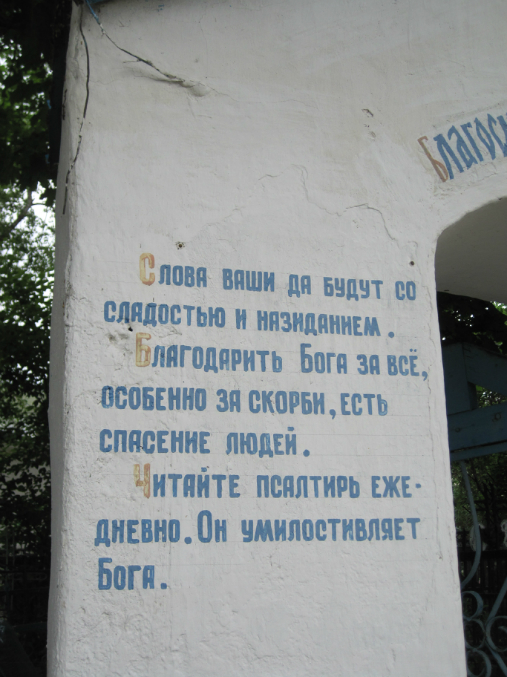 Слова ваши да будут со
сладостью и назиданием.
Благодарить Бога за всё,
особенно за скорби, есть
спасение людей.
Читайте псалтирь еже-
дневно. Он умилостивляет
Бога.